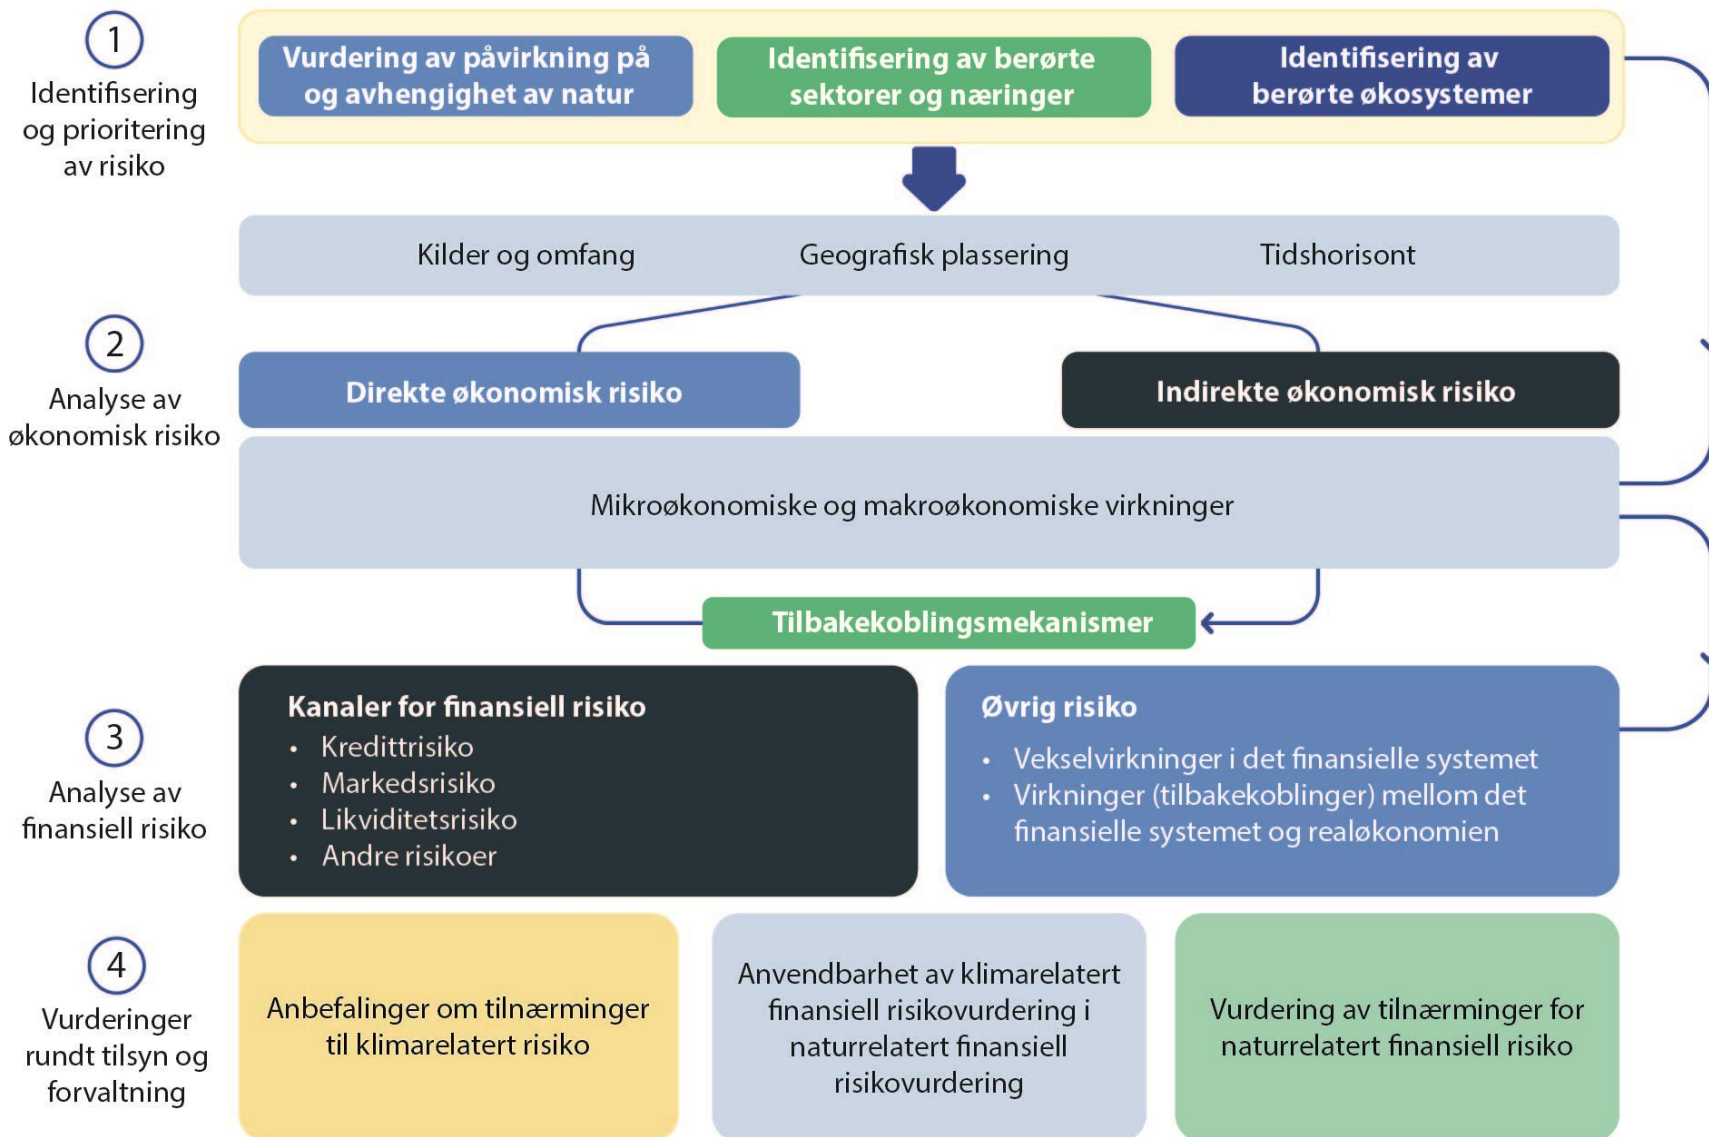 1
Identifisering
og prioritering
av risiko
Vurdering av påvirkning på
og avhengighet av natur
Identifisering av berørte
sektorer og næringer
Identifisering av
berørte økosystemer
Kilder og omfang
Geografisk plassering
Tidshorisont
2
Analyse av
økonomisk risiko
Direkte økonomisk risiko
Indirekte økonomisk risiko
Mikroøkonomiske og makroøkonomiske virkninger
Tilbakekoblingsmekanismer
3
Analyse av
finansiell risiko
Kanaler for finansiell risiko
• Kredittrisiko
• Markedsrisiko
• Likviditetsrisiko
• Andre risikoer
Øvrig risiko
• Vekselvirkninger i det finansielle systemet
• Virkninger (tilbakekoblinger) mellom det
finansielle systemet og realøkonomien
4
Vurderinger
rundt tilsyn og
forvaltning
Anbefalinger om tilnærminger
til klimarelatert risiko
Anvendbarhet av klimarelatert
finansiell risikovurdering i
naturrelatert finansiell
risikovurdering
Vurdering av tilnærminger for
naturrelatert finansiell risiko